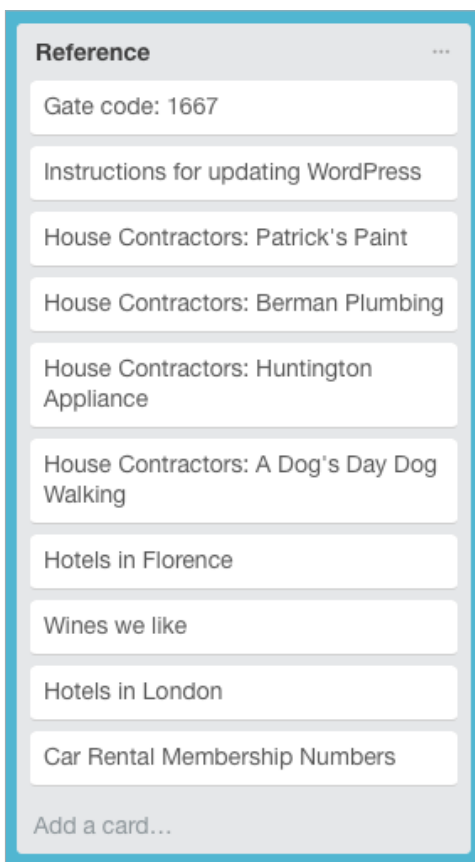 Reference
Gate code: 1667
Instructions for updating WordPress
House Contractors: Patrick's Paint
House Contractors: Berman Plumbing
House Contractors: Huntington
Appliance
House Contractors: A Dog's Day Dog
Walking
Hotels in Florence
Wines we like
Hotels in London
Car Rental Membership Numbers
Add a card...